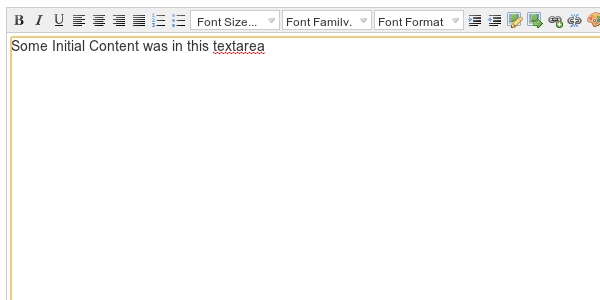 B I U Font Size... Font Family. Font Format
Some Initial Content was in this textarea